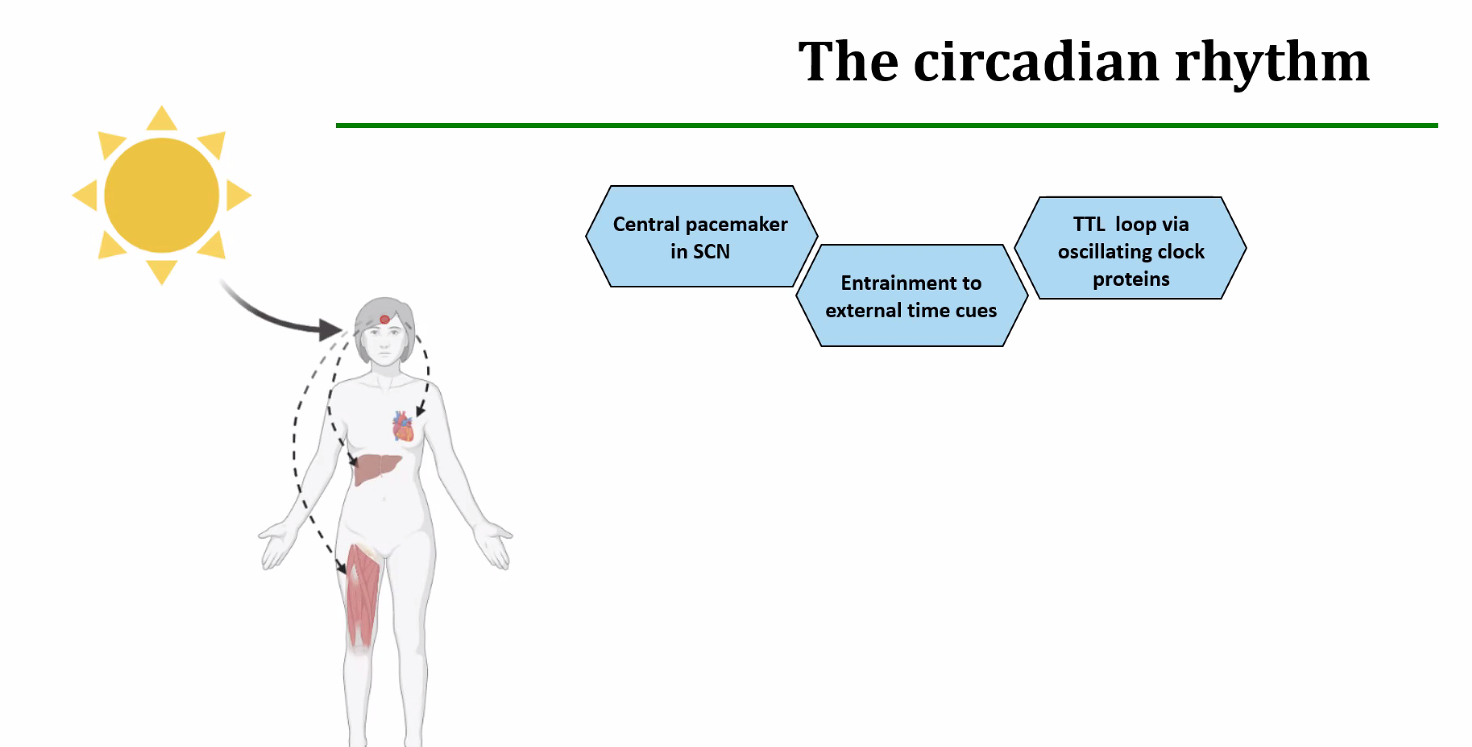 The circadian rhythm
Central pacemaker
in SCN
Entrainment to
external time cues
TTL loop via
oscillating clock
proteins